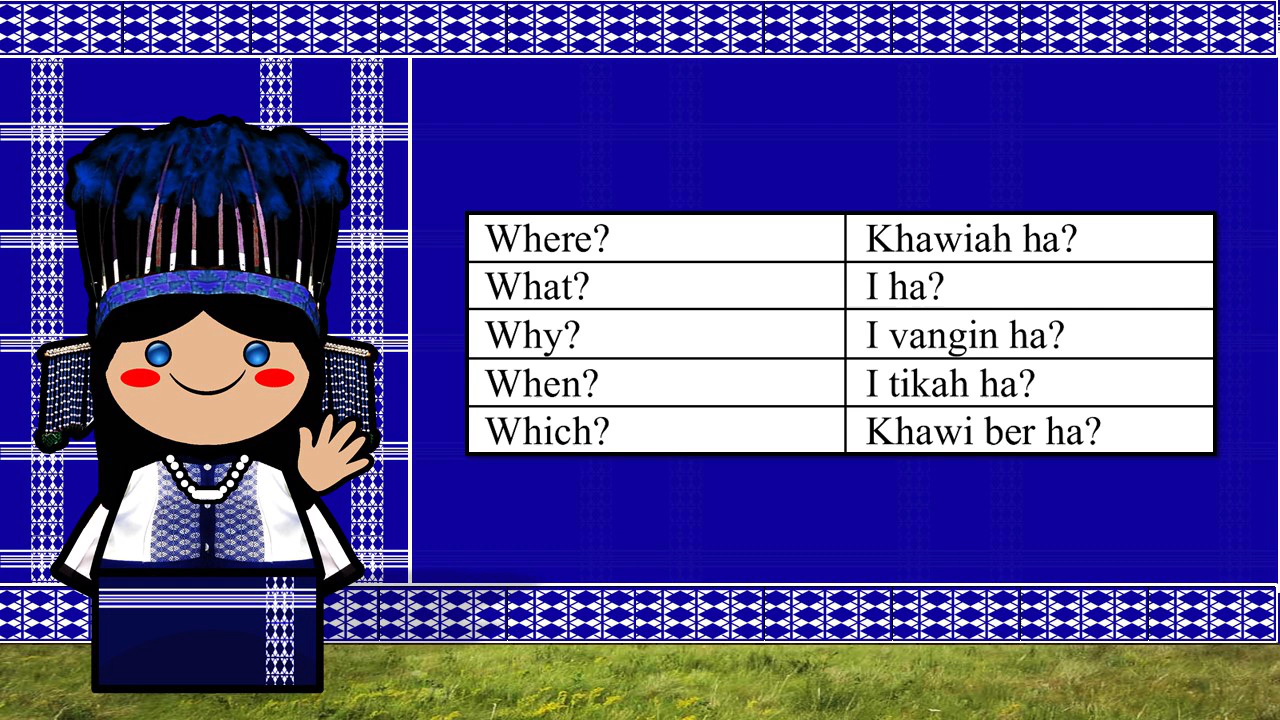 Where? Khawiah ha?
What? I ha?
Why? I vangin ha?
When? I tikah ha?
Which? Khawi ber ha?